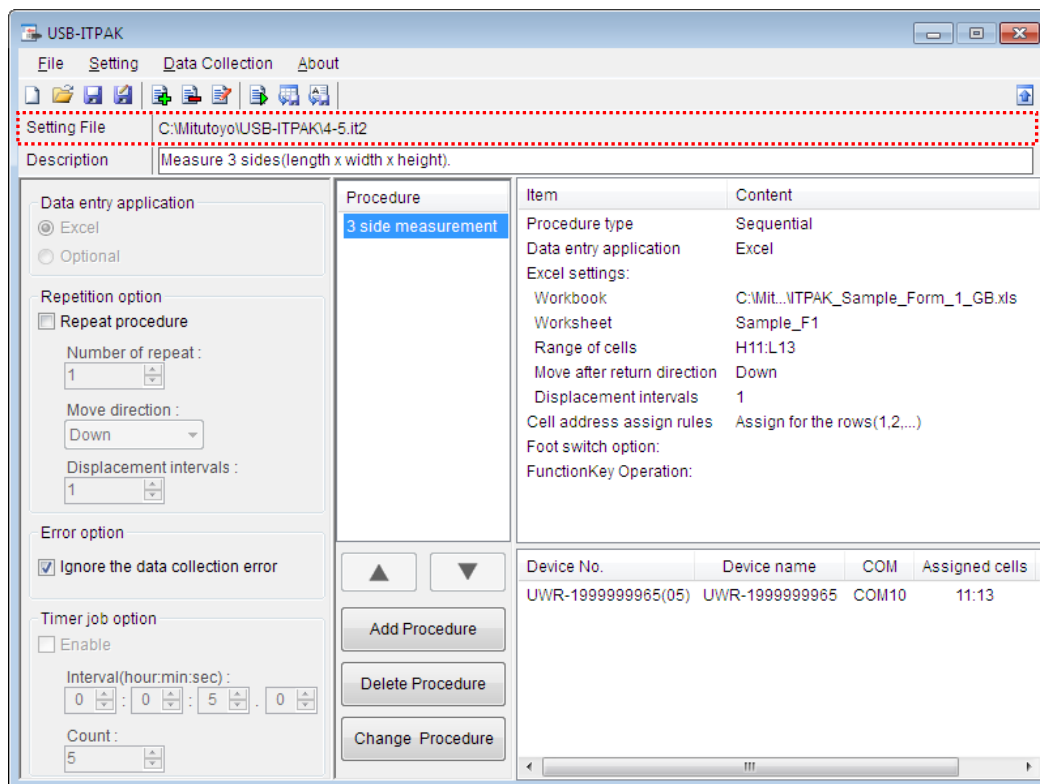 USB-ITPAK
File Setting Data Collection About
Setting File C:\Mitutoyo\USB-ITPAK\4-5.it2
Description Measure 3 sides(length x width x height).
Data entry application
Excel
Optional
Repetition option
Repeat procedure
Number of repeat :
1
Move direction :
Down
Displacement intervals :
1
Error option
Ignore the data collection error
Timer job option
Enable
Interval(hour:min:sec) :
0 : 0 : 5 . 0
Count :
5
Procedure
3 side measurement
Add Procedure
Delete Procedure
Change Procedure
Item Content
Procedure type Sequential
Data entry application Excel
Excel settings:
Workbook C:\Mit...\ITPAK_Sample_Form_1_GB.xls
Worksheet Sample_F1
Range of cells H11:L13
Move after return direction Down
Displacement intervals 1
Cell address assign rules Assign for the rows(1,2,...)
Foot switch option:
FunctionKey Operation:
Device No. Device name COM Assigned cells
UWR-1999999965(05) UWR-1999999965 COM10 11:13